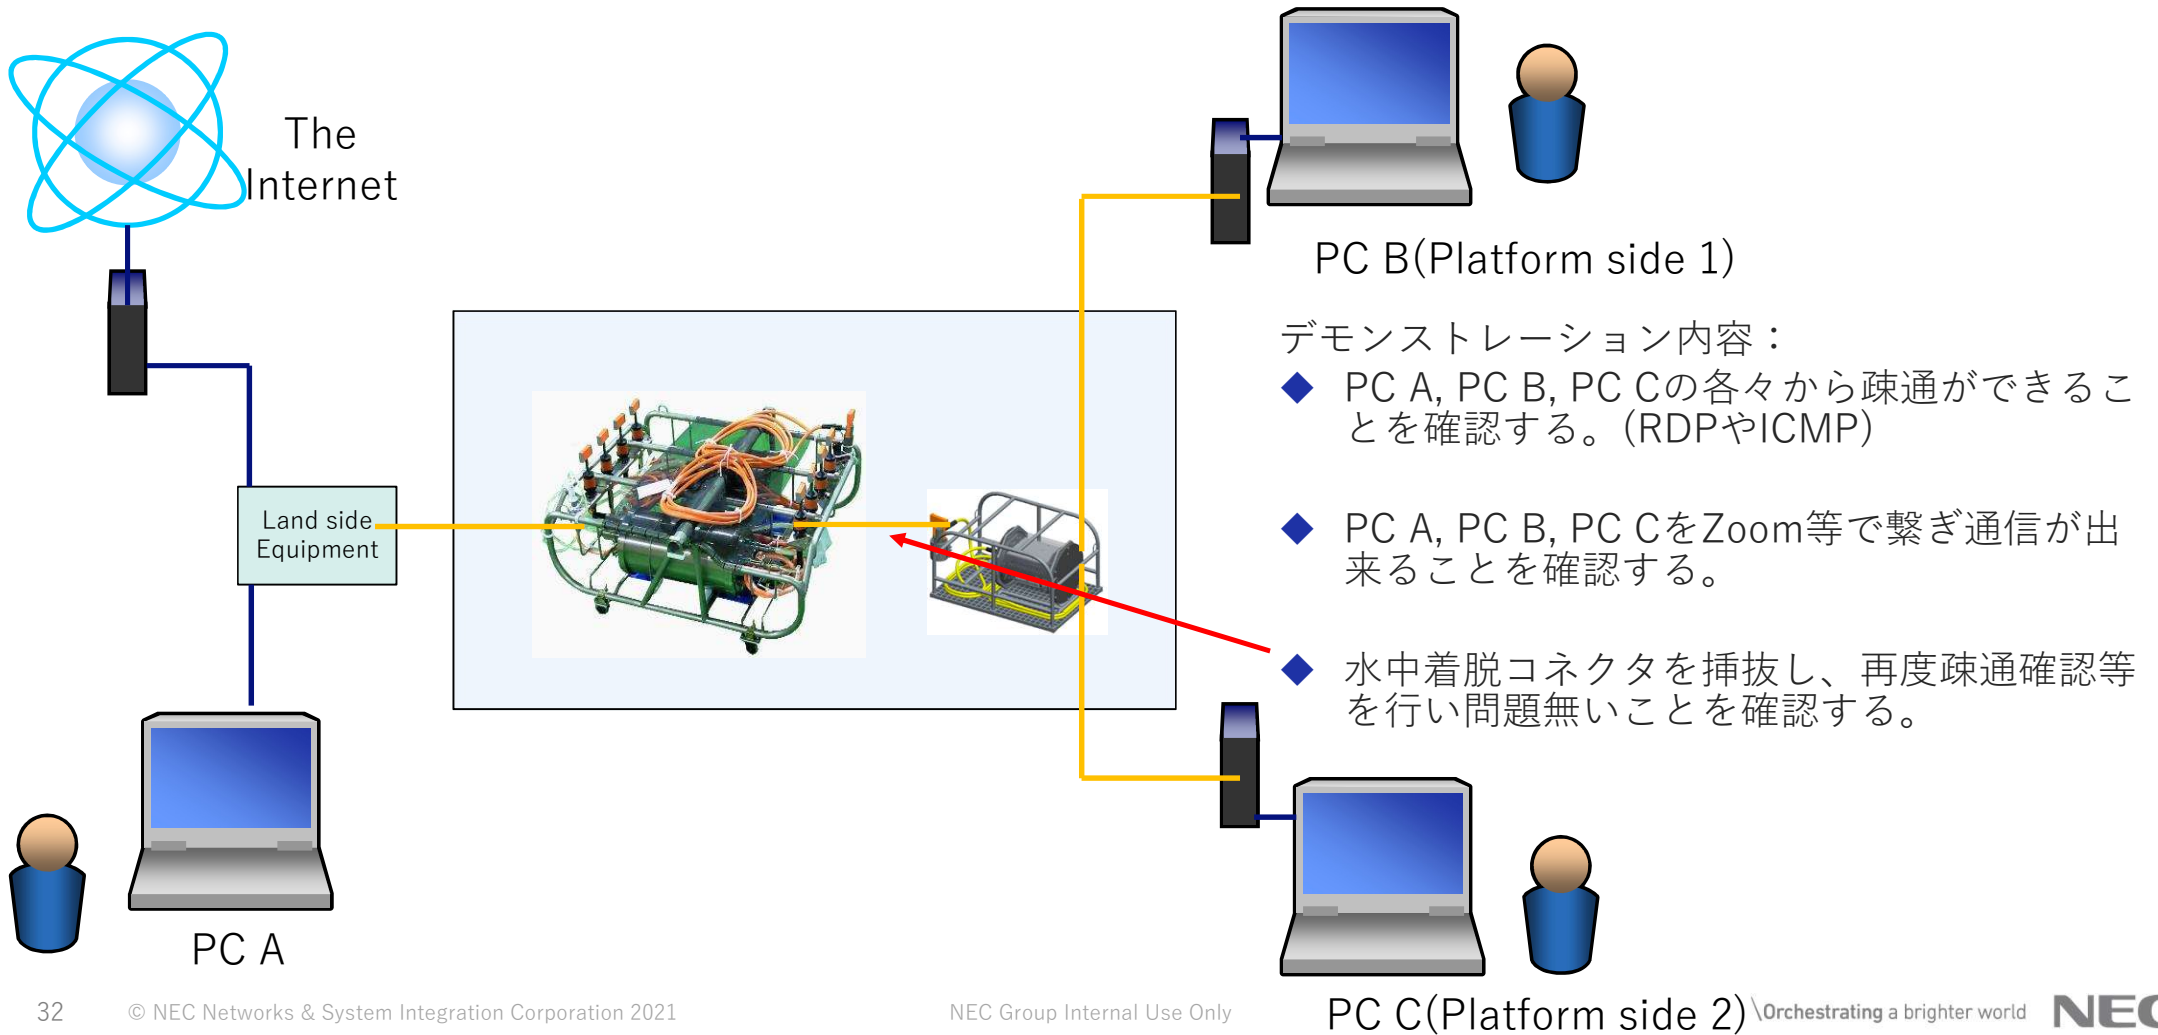 The
Internet
PC B(Platform side 1)
デモンストレーション内容：
◆ PC A, PC B, PC Cの各々から疎通ができるこ
とを確認する。(RDPやICMP)
Land side
Equipment
◆ PC A, PC B, PC CをZoom等で繋ぎ通信が出
来ることを確認する。
◆ 水中着脱コネクタを挿抜し、再度疎通確認等
を行い問題無いことを確認する。
PC A
PC C(Platform side 2)
32
© NEC Networks & System Integration Corporation 2021
NEC Group Internal Use Only
\Orchestrating a brighter world
NEC